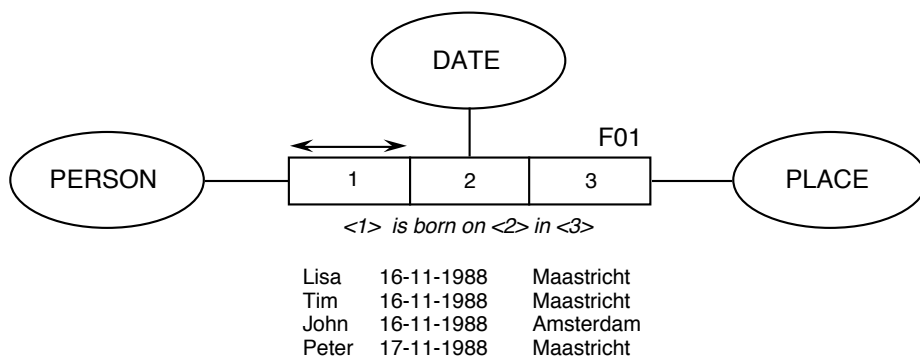 DATE
F01
PERSON 1 2 3 PLACE
<1> is born on <2> in <3>
Lisa 16-11-1988 Maastricht
Tim 16-11-1988 Maastricht
John 16-11-1988 Amsterdam
Peter 17-11-1988 Maastricht